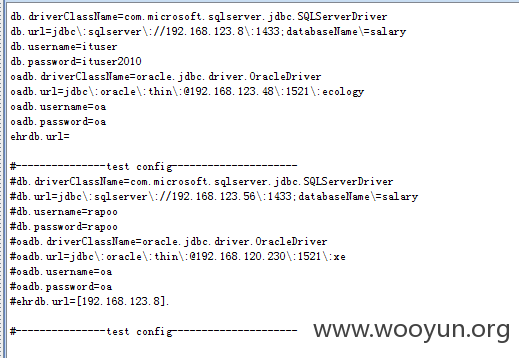 db.driverClassName=com.microsoft.sqlserver.jdbc.SQLServerDriver
db.url=jdbc\:sqlserver\://192.168.123.8\:1433;databaseName\=salary
db.username=ituser
db.password=ituser2010
oadb.driverClassName=oracle.jdbc.driver.OracleDriver
oadb.url=jdbc\:oracle\:thin\:@192.168.123.48\:1521\:ecology
oadb.username=oa
oadb.password=oa
ehrdb.url=
#---------------test config---------------------
#db.driverClassName=com.microsoft.sqlserver.jdbc.SQLServerDriver
#db.url=jdbc\:sqlserver\://192.168.123.56\:1433;databaseName\=salary
#db.username=rapoo
#db.password=rapoo
#oadb.driverClassName=oracle.jdbc.driver.OracleDriver
#oadb.url=jdbc\:oracle\:thin\:@192.168.120.230\:1521\:xe
#oadb.username=oa
#oadb.password=oa
#ehrdb.url=[192.168.123.8].
#---------------test config---------------------
www.wooyun.org